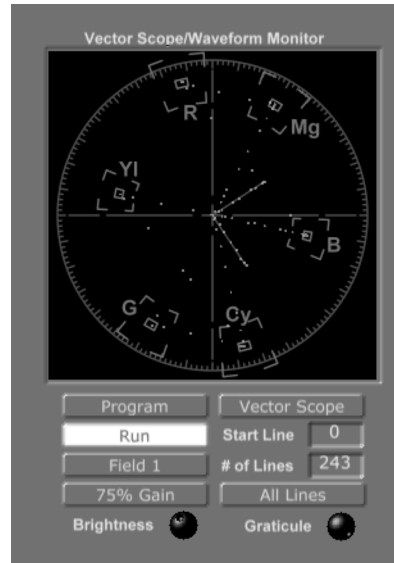 Vector Scope/Waveform Monitor
R
Mg
Yl
B
G
Cy
Program
Vector Scope
Run
Start Line 0
Field 1
# of Lines 243
75% Gain
All Lines
Brightness
Graticule